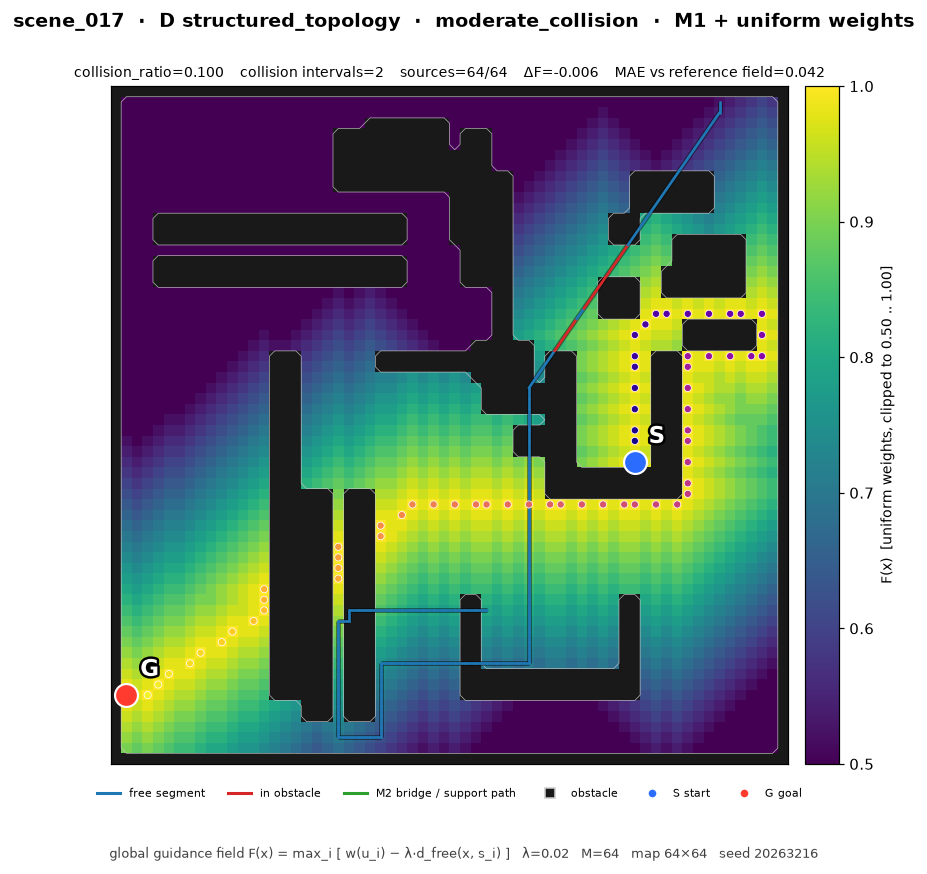 scene_017 · D structured_topology · moderate_collision · M1 + uniform weights
collision_ratio=0.100 collision intervals=2 sources=64/64 ΔF=-0.006 MAE vs reference field=0.042
S
G
1.0
0.9
0.8
0.7
0.6
0.5
F(x) [uniform weights, clipped to 0.50 .. 1.00]
free segment
in obstacle
M2 bridge / support path
obstacle
S start
G goal
global guidance field F(x) = max_i [ w(u_i) − λ·d_free(x, s_i) ] λ=0.02 M=64 map 64×64 seed 20263216